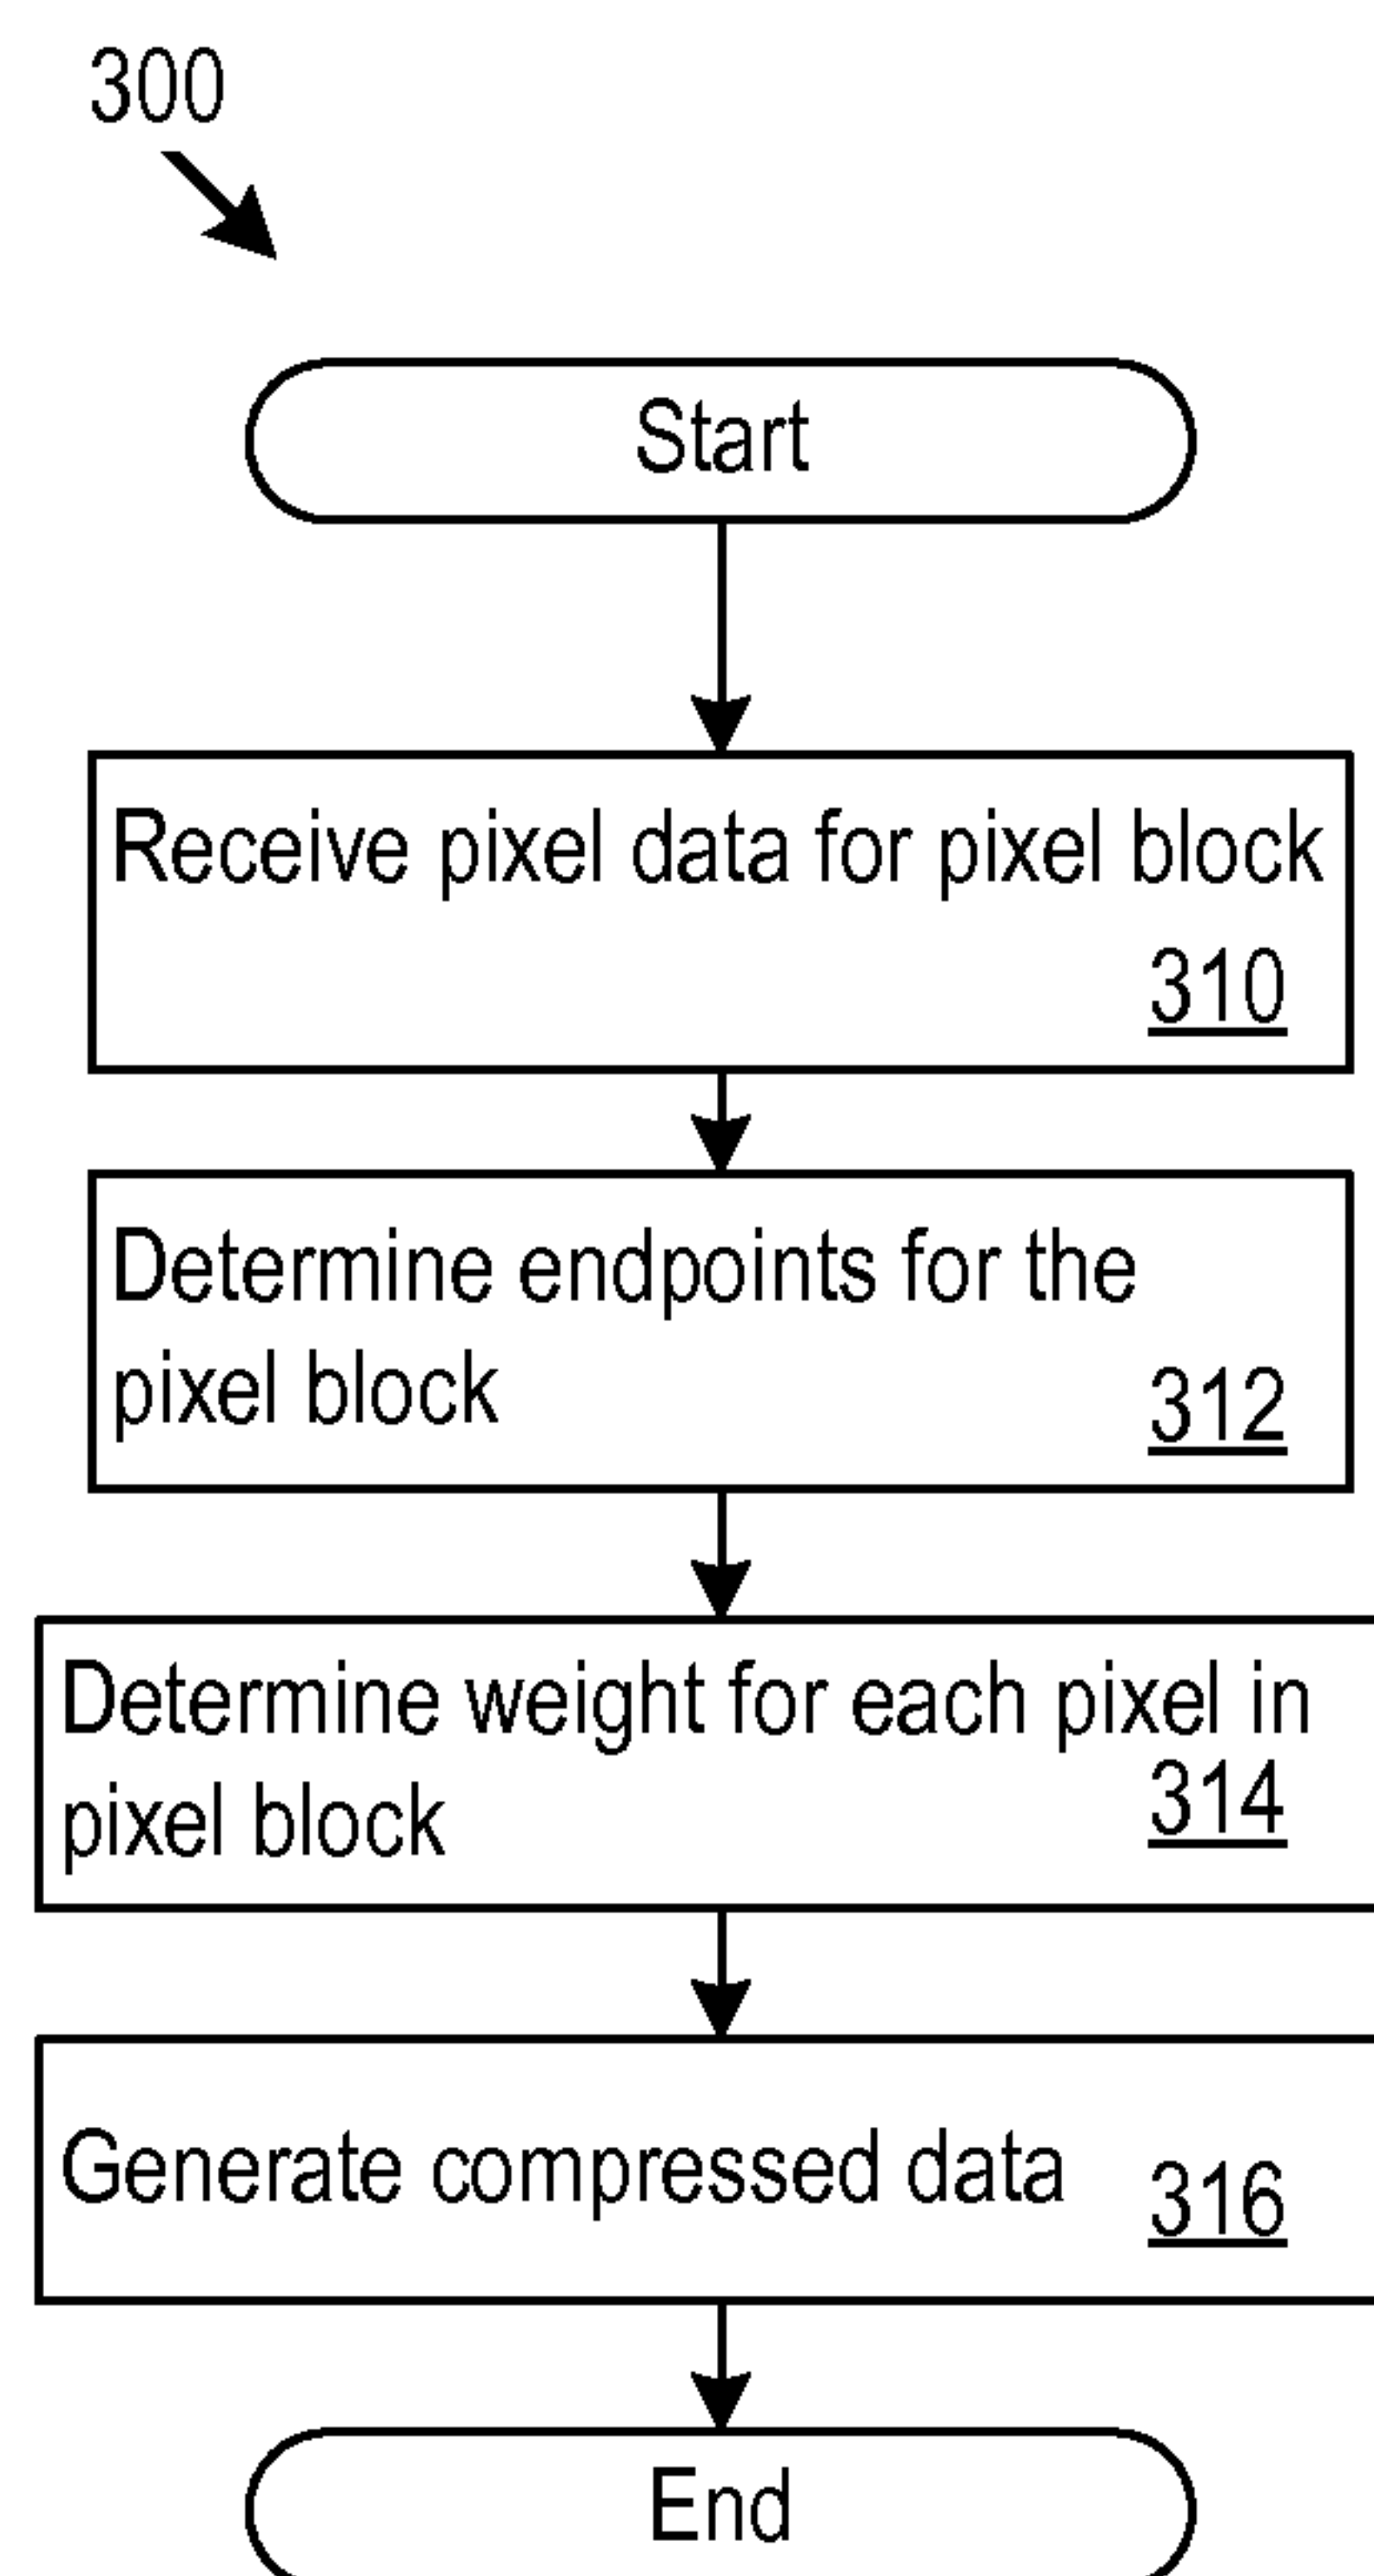 300
Start
Receive pixel data for pixel block
310
Determine endpoints for the
pixel block
312
Determine weight for each pixel in
pixel block
314
Generate compressed data
316
End